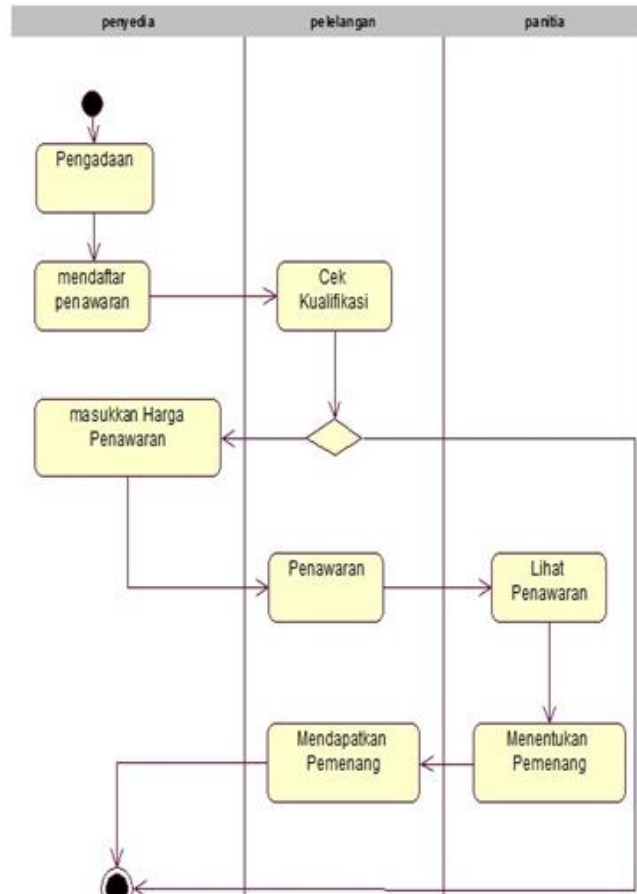 penyedia
pelelangan
panitia
Pengadaan
mendaftar
penawaran
Cek
Kualifikasi
masukkan Harga
Penawaran
Penawaran
Lihat
Penawaran
Mendapatkan
Pemenang
Menentukan
Pemenang